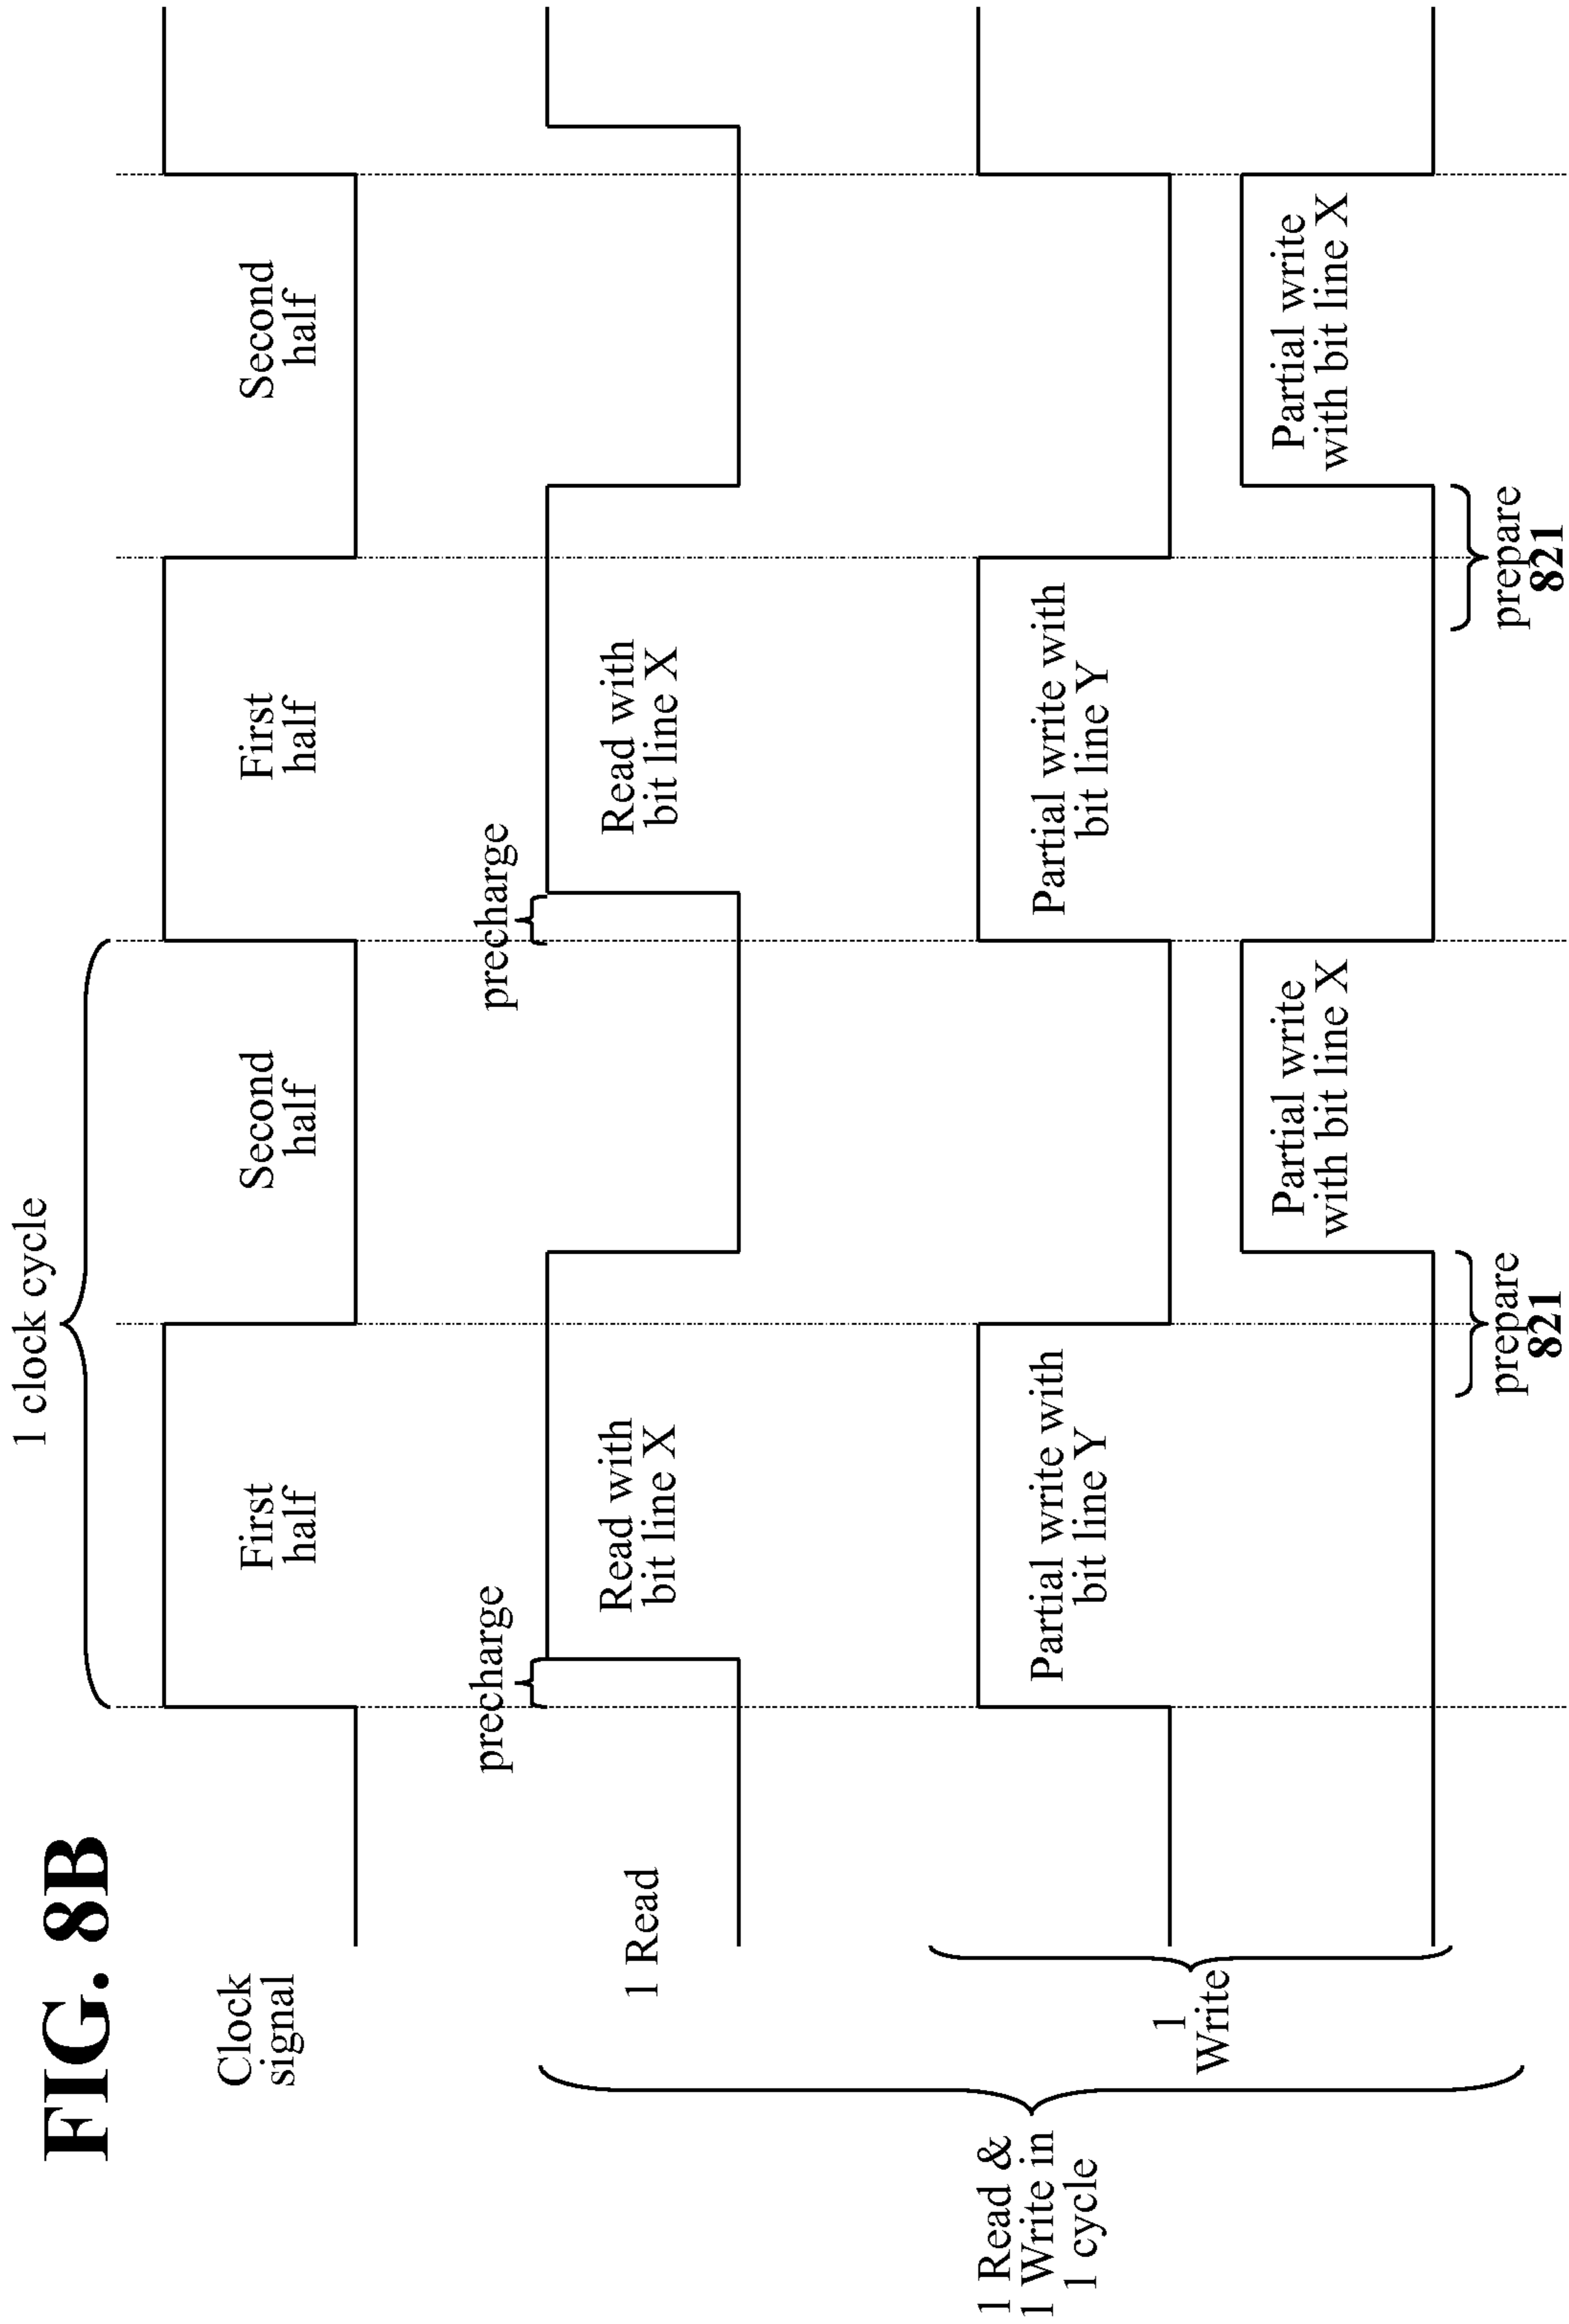 FIG. 8B
1 clock cycle
Clock
signal
First
half
Second
half
First
half
Second
half
precharge
precharge
1 Read
Read with
bit line X
Read with
bit line X
1 Read &
1 Write in
1 cycle
1
Write
Partial write with
bit line Y
Partial write with
bit line Y
Partial write
with bit line X
Partial write
with bit line X
prepare
821
prepare
821